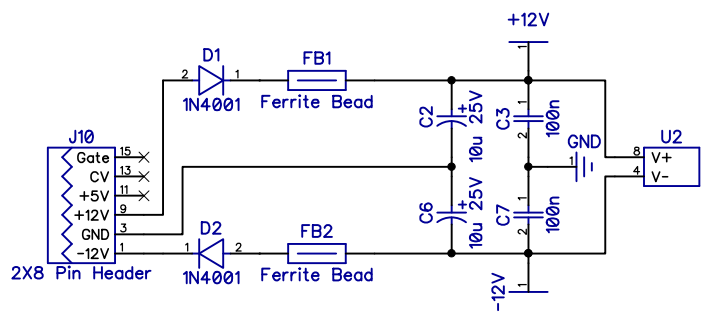 +12V
1
D1
2
1
1N4001
FB1
Ferrite Bead
C2
+
25V
10u
C3
1
2
100n
GND
1
U2
8
V+
4
V-
J10
Gate
15
CV
13
+5V
11
+12V
9
GND
3
-12V
1
2X8 Pin Header
D2
1
2
1N4001
FB2
Ferrite Bead
C6
+
25V
10u
C7
1
2
100n
-12V
1